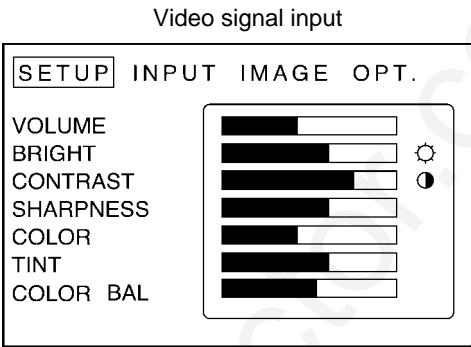 Video signal input
SETUP INPUT IMAGE OPT.
VOLUME
BRIGHT
CONTRAST
SHARPNESS
COLOR
TINT
COLOR BAL